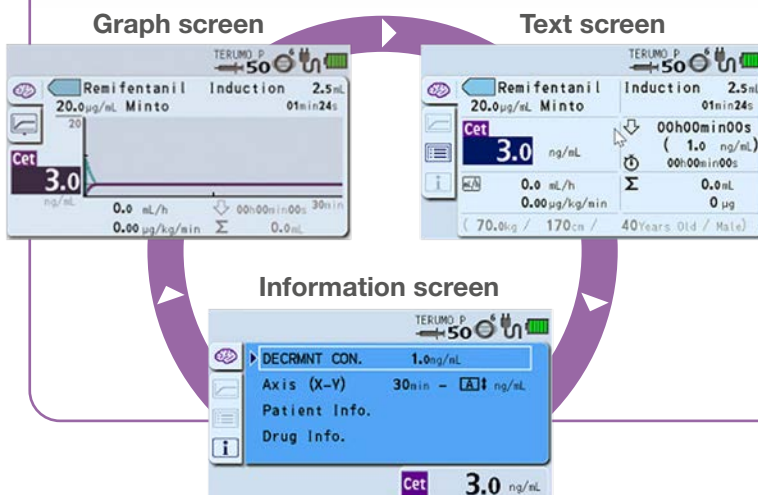 Graph screen
TERUMO P
50 6
Remifentanil Induction 2.5mL
20.0µg/mL Minto 01min24s
20
Cet
3.0
ng/mL
0.0 mL/h 00h00min00s 30min
0.00 µg/kg/min Σ 0.0mL
Text screen
TERUMO P
50 6
Remifentanil Induction 2.5mL
20.0µg/mL Minto 01min24s
Cet 00h00min00s
3.0 ng/mL ( 1.0 ng/mL)
00h00min00s
0.0 mL/h Σ 0.0mL
0.00 µg/kg/min 0 µg
( 70.0kg / 170cm / 40Years Old / Male)
Information screen
TERUMO P
50 6
DECRMNT CON. 1.0ng/mL
Axis (X-Y) 30min - A ng/mL
Patient Info.
Drug Info.
i
Cet 3.0 ng/mL